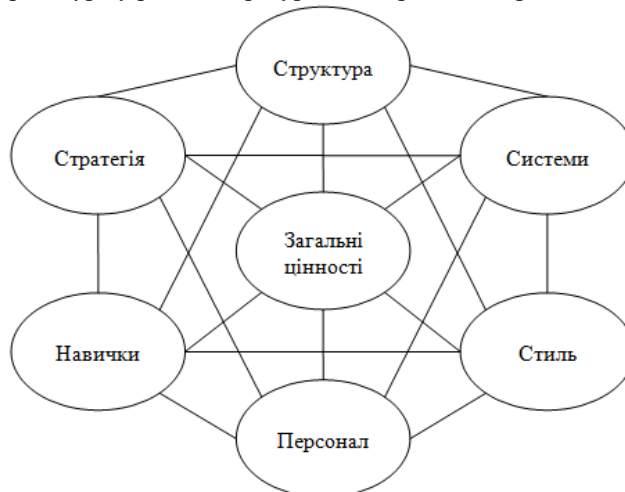 Структура
Стратегія
Системи
Загальні
цінності
Навички
Стиль
Персонал